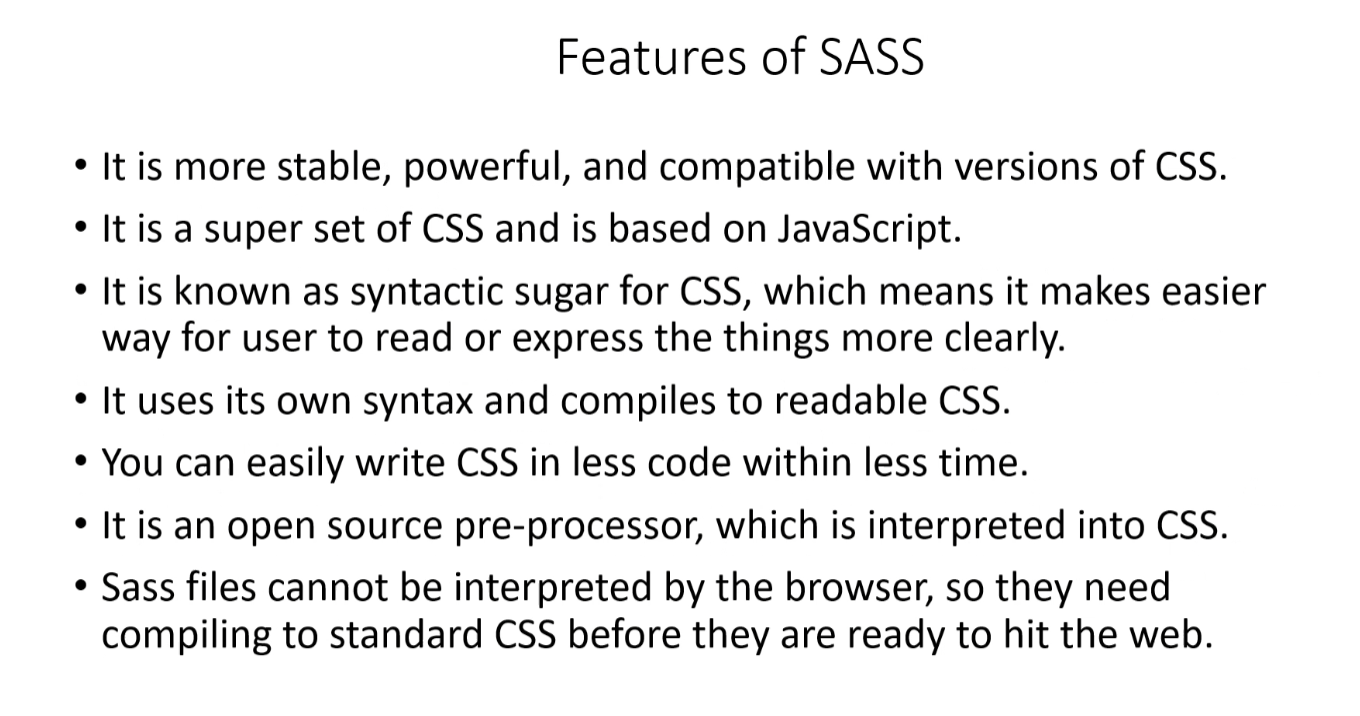 Features of SASS
• It is more stable, powerful, and compatible with versions of CSS.
• It is a super set of CSS and is based on JavaScript.
• It is known as syntactic sugar for CSS, which means it makes easier
way for user to read or express the things more clearly.
• It uses its own syntax and compiles to readable CSS.
• You can easily write CSS in less code within less time.
• It is an open source pre-processor, which is interpreted into CSS.
• Sass files cannot be interpreted by the browser, so they need
compiling to standard CSS before they are ready to hit the web.